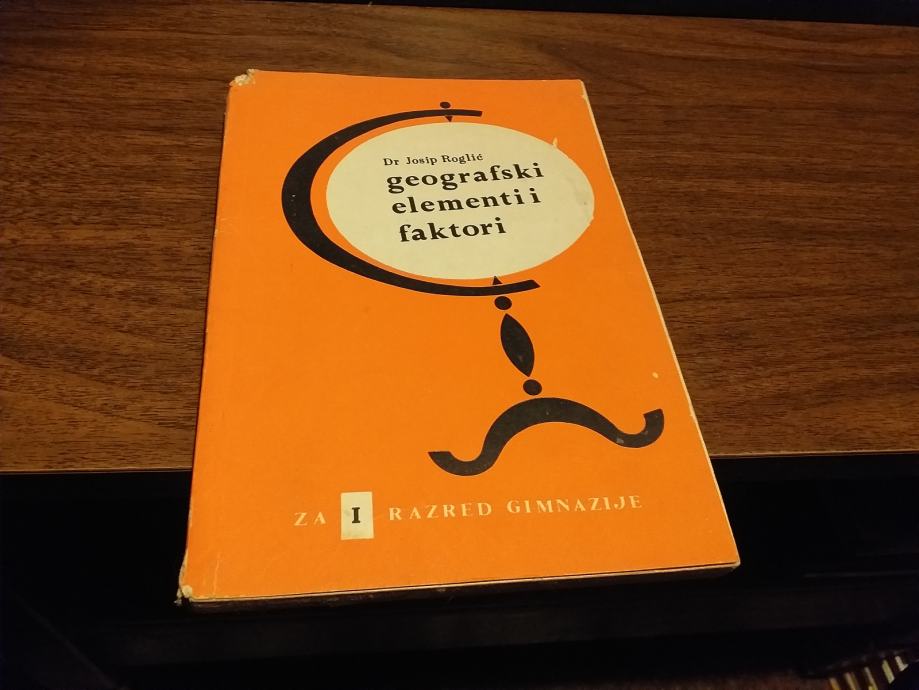 Dr Josip Roglić
geografski
elementi i
faktori
ZA I RAZRED GIMNAZIJE